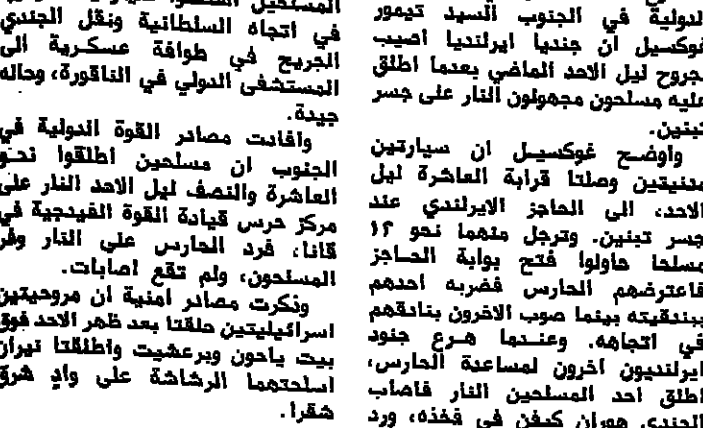 الدولية في الجنوب السيد تيمور
غوكسيل ان جنديا ايرلنديا اصيب
بجروح ليل الاحد الماضي بعدما اطلق
عليه مسلحون مجهولون النار على جسر
تبنين.
واوضح غوكسيل ان سيارتين
مدنيتين وصلتا قرابة العاشرة ليل
الاحد، الى الحاجز الايرلندي عند
جسر تبنين. وترجل منهما نحو ١٢
مسلحا حاولوا فتح بوابة الحاجز
فاعترضهم الحارس فضربه احدهم
ببندقيته بينما صوب الاخرون بنادقهم
في اتجاهه. وعندما هرع جنود
ايرلنديون اخرون لمساعدة الحارس،
اطلق احد المسلحين النار فاصاب
الجندي هوران كيفن في فخذه، ورد
في اتجاه السلطانية ونقل الجندي
الجريح في طوافة عسكرية الى
المستشفى الدولي في الناقورة، وحاله
جيدة.
وافادت مصادر القوة الدولية في
الجنوب ان مسلحين اطلقوا نحو
العاشرة والنصف ليل الاحد النار على
مركز حرس قيادة القوة الفيدجية في
قانا، فرد الحارس على النار وفر
المسلحون، ولم تقع اصابات.
وذكرت مصادر امنية ان مروحيتين
اسرائيليتين حلقتا بعد ظهر الاحد فوق
بيت ياحون وبرعشيت واطلقتا نيران
اسلحتهما الرشاشة على واد شرق
شقرا.